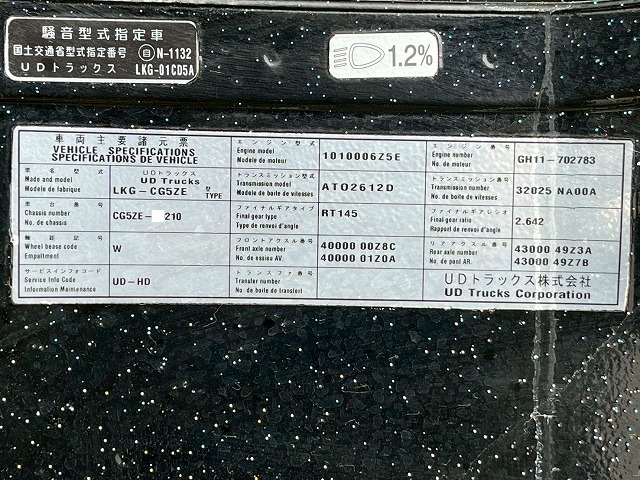 騒音型式指定車
国土交通省型式指定番号 自 N-1132
UDトラックス LKG-01CD5A
1.2%
車両主要諸元票
VEHICLE SPECIFICATIONS
SPECIFICATIONS DE VEHICLE
車名型式
Made and model
Modele de fabrique
UDトラックス
UD Trucks
LKG-CG5ZE 型 TYPE
車台番号
Chassis number
No. de chassis
CG5ZE- 210
軸距記号
Wheel base code
Empattment
W
サービスインフォコード
Service Info Code
Information Maintenance
UD-HD
エンジン型式
Engine model
No. de moteur
1010006Z5E
トランスミッション型式
Transmission model
No. de boite de vitesses
ATO2612D
ファイナルギアタイプ
Final gear type
Type de renvoi d'angle
RT145
フロントアクスル番号
Front axle number
No. de essieu AV.
40000 00Z8C
40000 01Z0A
トランスファ番号
Transfer number
No. de boite de transfert
エンジン番号
Engine number
No. de moteur
GH11-702783
トランスミッション番号
Transmission number
No. de boite de vitesses
32025 NA00A
ファイナルギアレシオ
Final gear ratio
Rapport de renvoi d'angle
2.642
リアアクスル番号
Rear axle number
No. de pont AR.
43000 49Z3A
43000 49Z7B
UDトラックス株式会社
UD Trucks Corporation